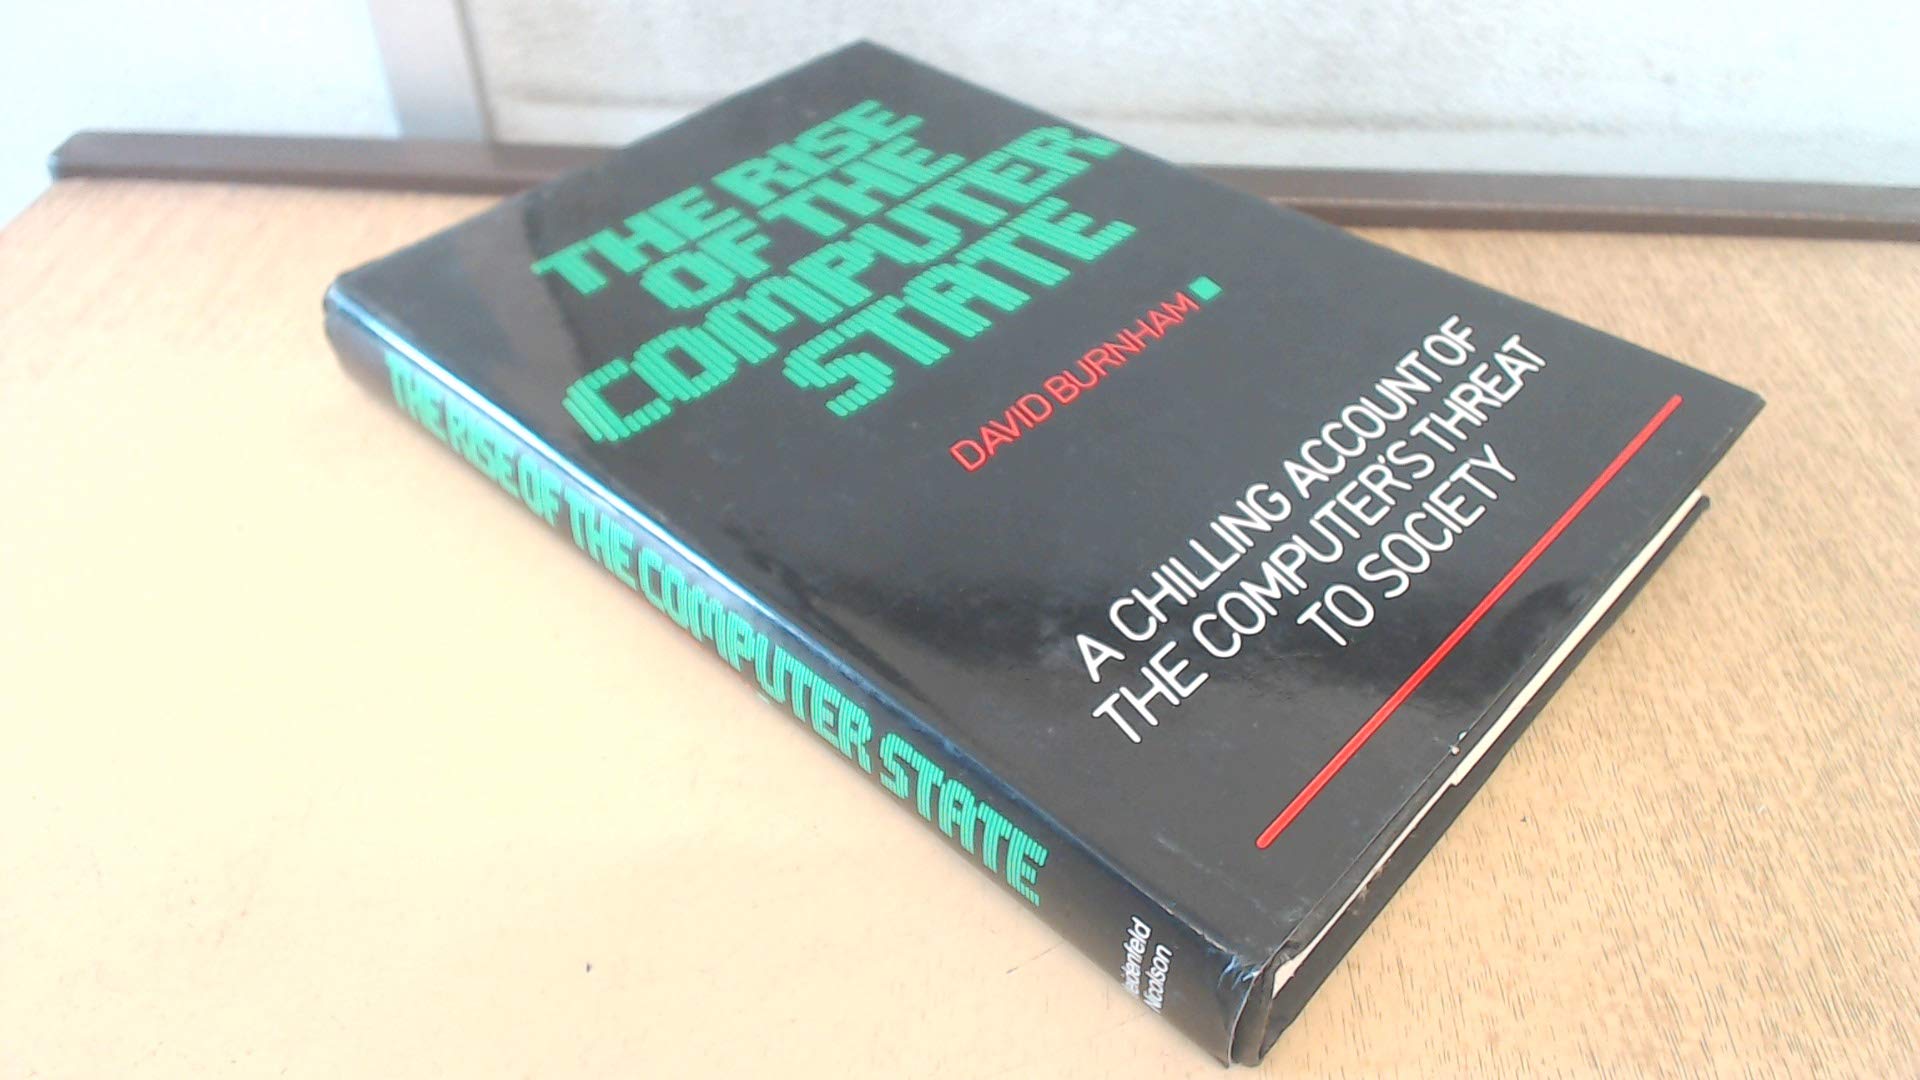 THE RISE
OF THE
COMPUTER
STATE
DAVID BURNHAM
A CHILLING ACCOUNT OF
THE COMPUTER'S THREAT
TO SOCIETY
THE RISE OF THE COMPUTER STATE
Nicolson